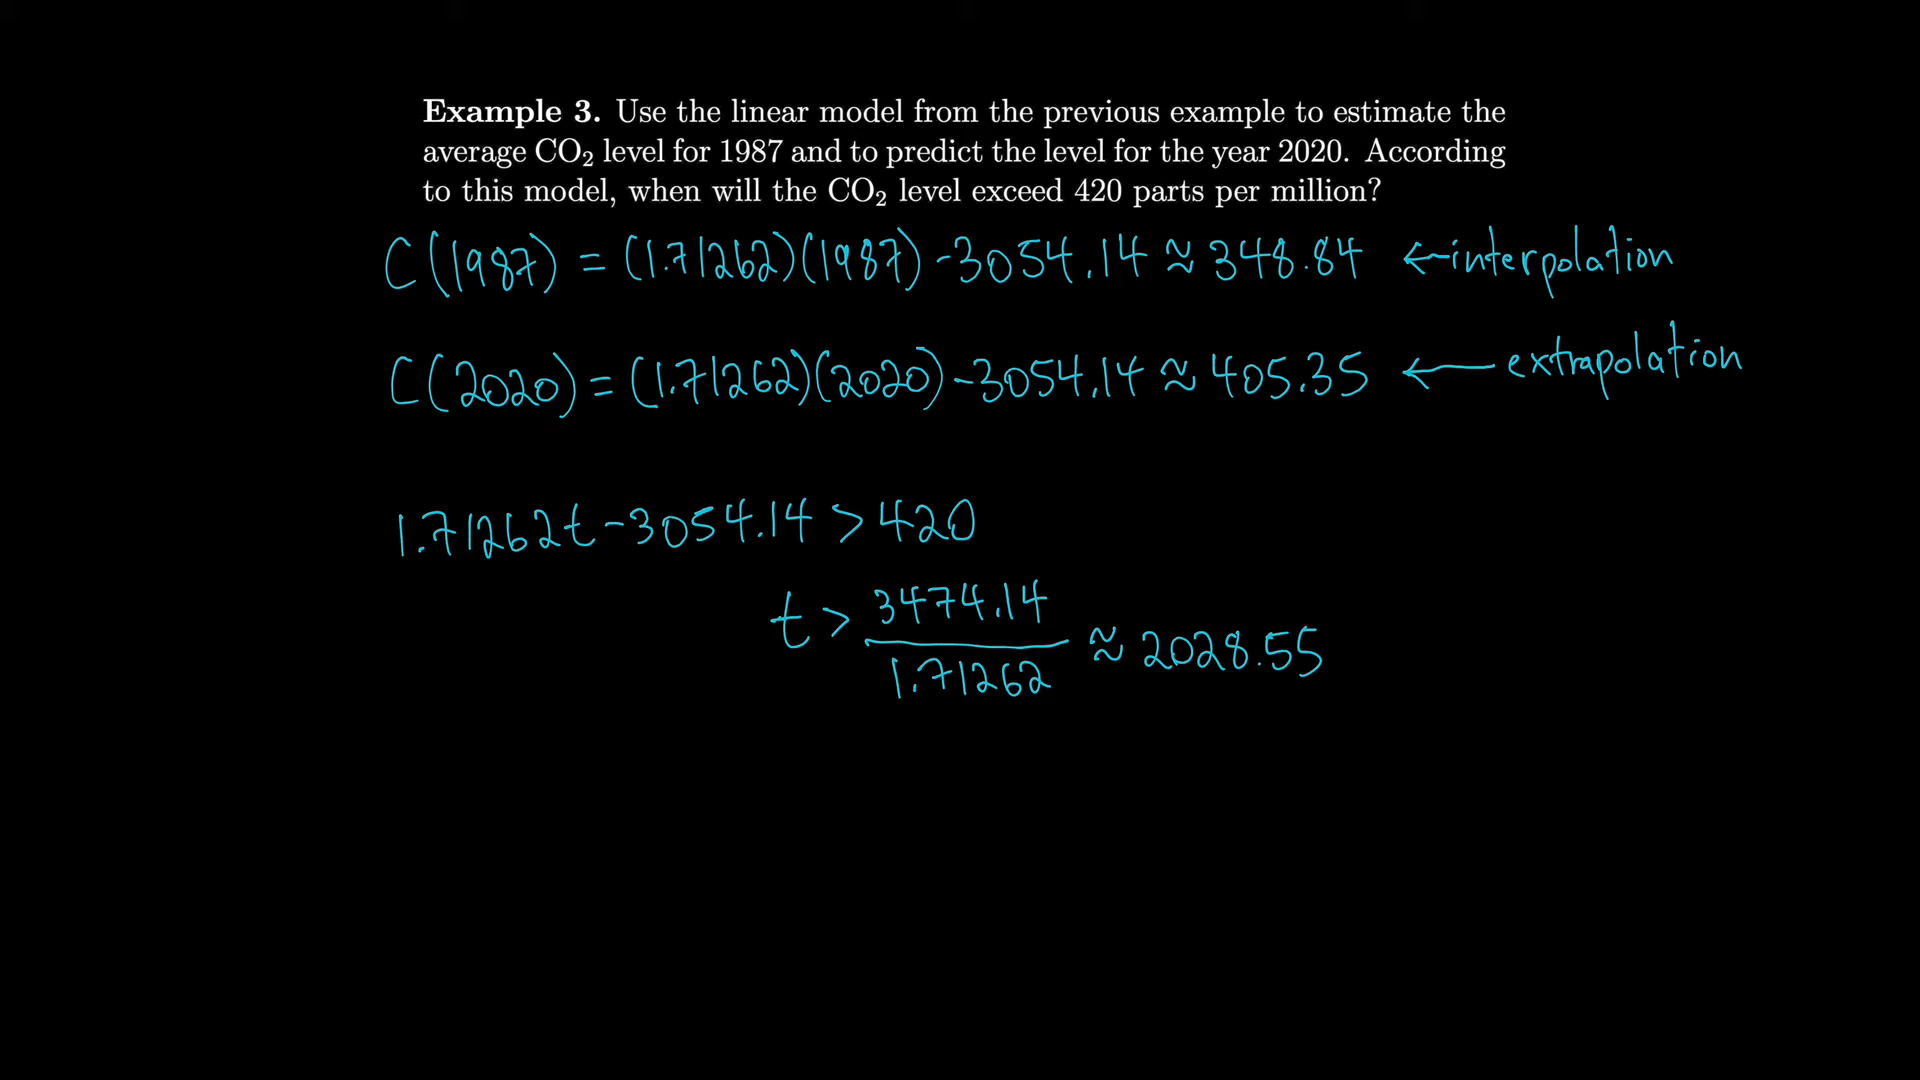 Example 3. Use the linear model from the previous example to estimate the
average CO₂ level for 1987 and to predict the level for the year 2020. According
to this model, when will the CO₂ level exceed 420 parts per million?
C(1987) = (1.71262)(1987) - 3054.14 ≈ 348.84 ← interpolation
C(2020) = (1.71262)(2020) - 3054.14 ≈ 405.35 ← extrapolation
1.71262t - 3054.14 > 420
t > 3474.14 / 1.71262 ≈ 2028.55